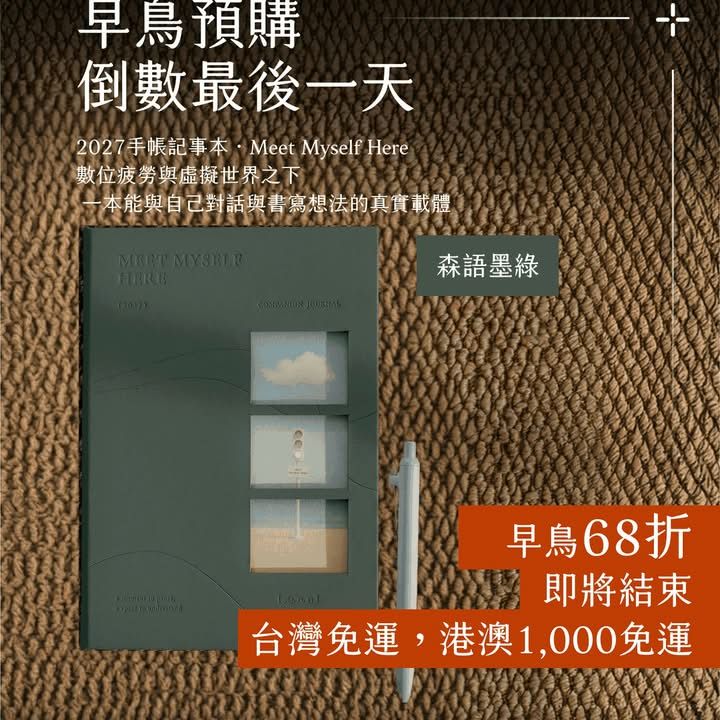 早鳥預購
倒數最後一天
2027手帳記事本・Meet Myself Here
數位疲勞與虛擬世界之下
一本能與自己對話與書寫想法的真實載體
森語墨綠
MEET MYSELF
HERE
COMPANION JOURNAL
早鳥68折
即將結束
台灣免運，港澳1,000免運